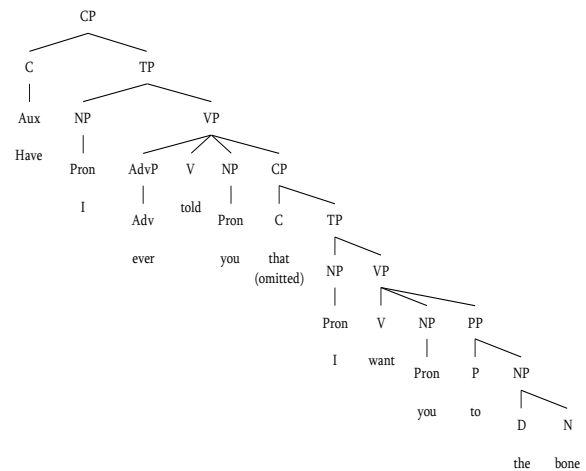 CP
C TP
Aux NP VP
Have
Pron AdvP V NP CP
I told
Adv Pron C TP
ever you that
(omitted)
NP VP
Pron V NP PP
I want
Pron P NP
you to
D N
the bone